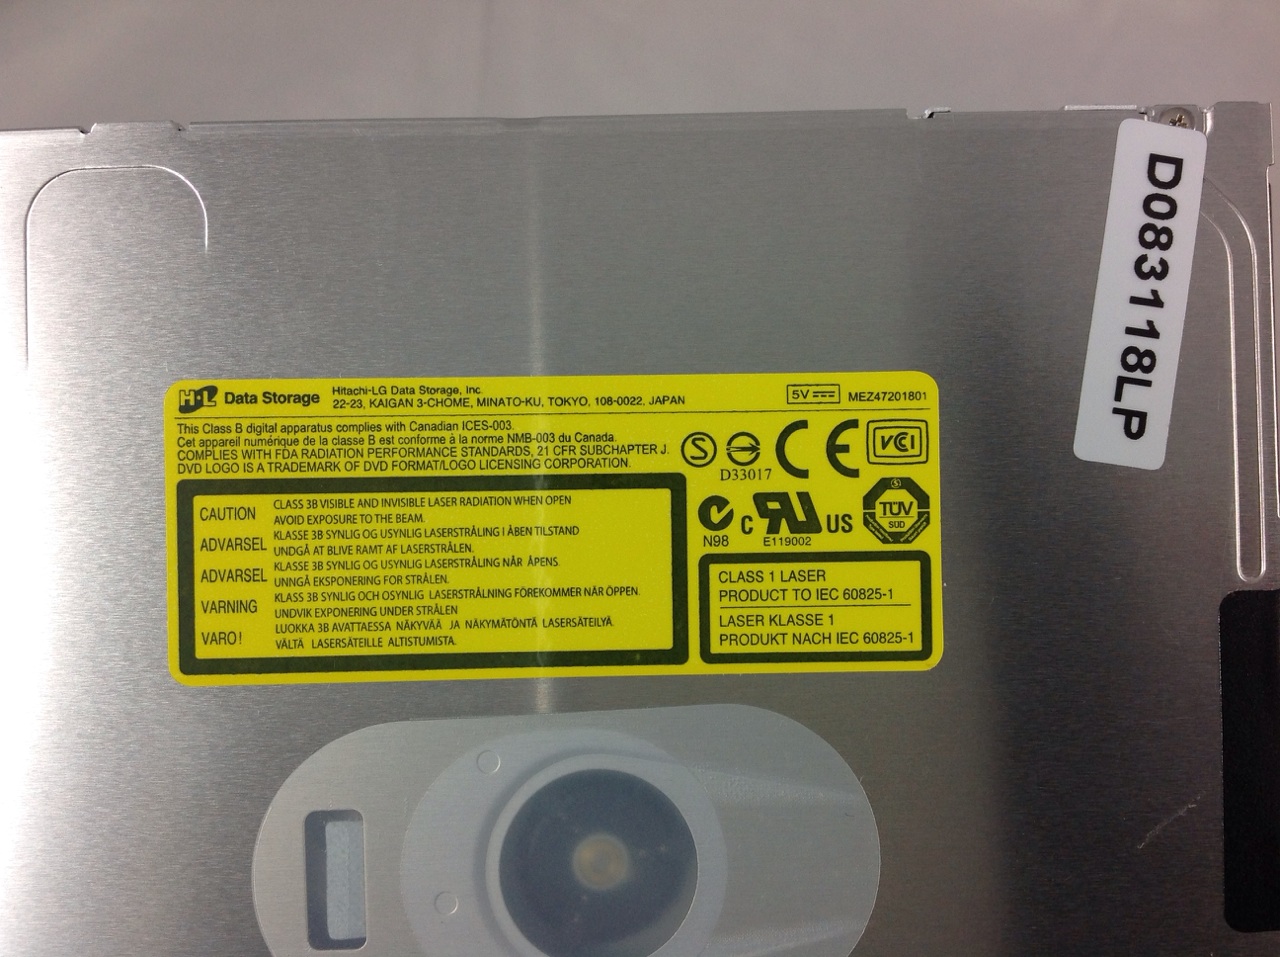 D083118LP
H·L Data Storage
Hitachi-LG Data Storage, Inc.
22-23, KAIGAN 3-CHOME, MINATO-KU, TOKYO, 108-0022, JAPAN
5V
MEZ47201801
This Class B digital apparatus complies with Canadian ICES-003.
Cet appareil numérique de la classe B est conforme à la norme NMB-003 du Canada.
COMPLIES WITH FDA RADIATION PERFORMANCE STANDARDS, 21 CFR SUBCHAPTER J.
DVD LOGO IS A TRADEMARK OF DVD FORMAT/LOGO LICENSING CORPORATION.
S
D33017
CE
VCI
N98
c RU US
E119002
TÜV
SÜD
CAUTION CLASS 3B VISIBLE AND INVISIBLE LASER RADIATION WHEN OPEN
AVOID EXPOSURE TO THE BEAM.
ADVARSEL KLASSE 3B SYNLIG OG USYNLIG LASERSTRÅLING I ÅBEN TILSTAND
UNDGÅ AT BLIVE RAMT AF LASERSTRÅLEN.
ADVARSEL KLASSE 3B SYNLIG OG USYNLIG LASERSTRÅLING NÅR ÅPENS
UNNGÅ EKSPONERING FOR STRÅLEN.
VARNING KLASS 3B SYNLIG OCH OSYNLIG LASERSTRÅLNING FÖREKOMMER NÄR ÖPPEN.
UNDVIK EXPONERING UNDER STRÅLEN
VARO! LUOKKA 3B AVATTAESSA NÄKYVÄÄ JA NÄKYMÄTÖNTÄ LASERSÄTEILYÄ.
VÄLTÄ LASERSÄTEILLE ALTISTUMISTA.
CLASS 1 LASER
PRODUCT TO IEC 60825-1
LASER KLASSE 1
PRODUKT NACH IEC 60825-1